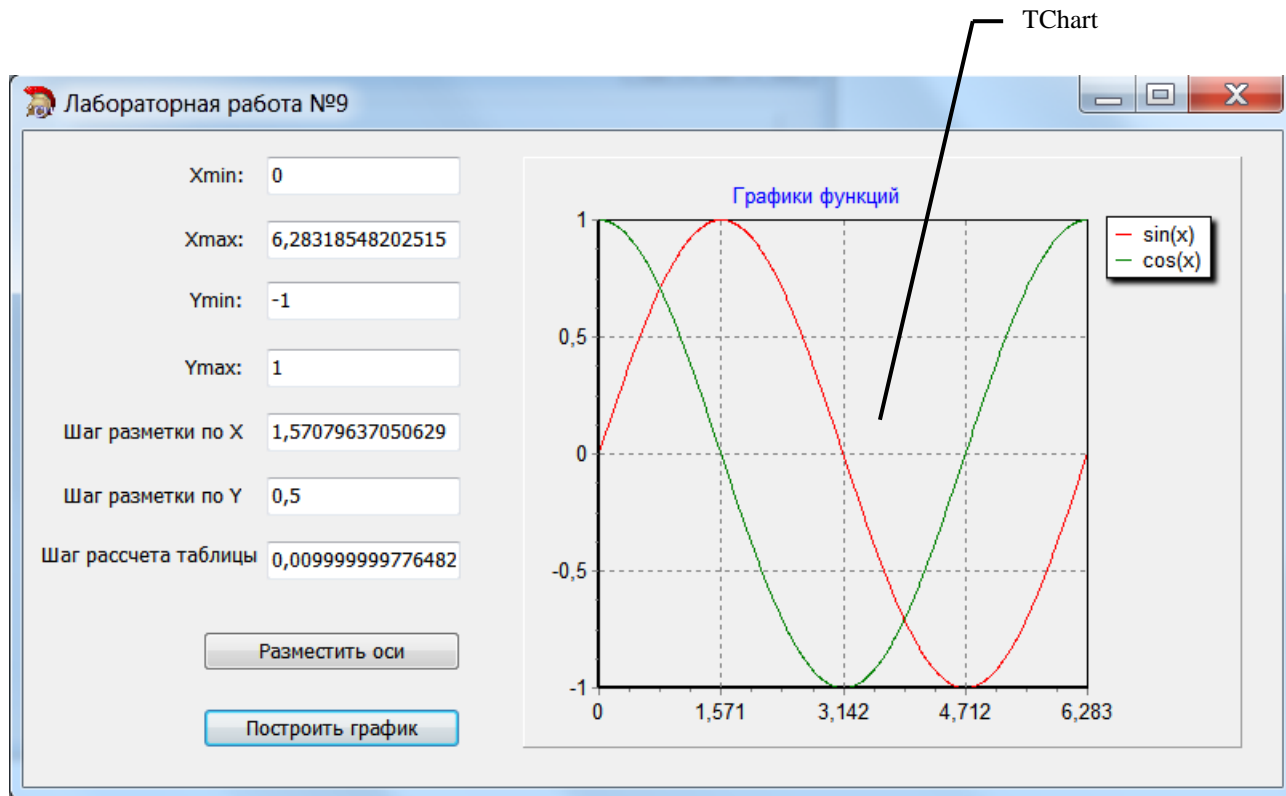 TChart
Лабораторная работа №9
Xmin: 0
Xmax: 6,28318548202515
Ymin: -1
Ymax: 1
Шаг разметки по X 1,57079637050629
Шаг разметки по Y 0,5
Шаг рассчета таблицы 0,009999999776482
Разместить оси
Построить график
Графики функций
1
0,5
0
-0,5
-1
0 1,571 3,142 4,712 6,283
sin(x)
cos(x)